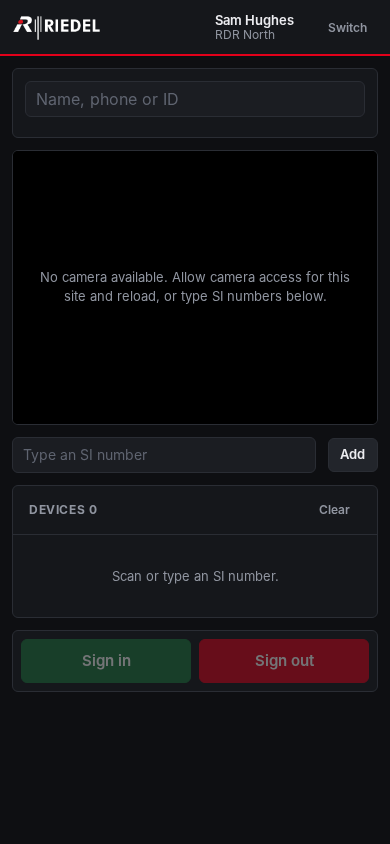 RIEDEL
Sam Hughes
RDR North
Switch
Name, phone or ID
No camera available. Allow camera access for this
site and reload, or type SI numbers below.
Type an SI number
Add
DEVICES 0
Clear
Scan or type an SI number.
Sign in
Sign out